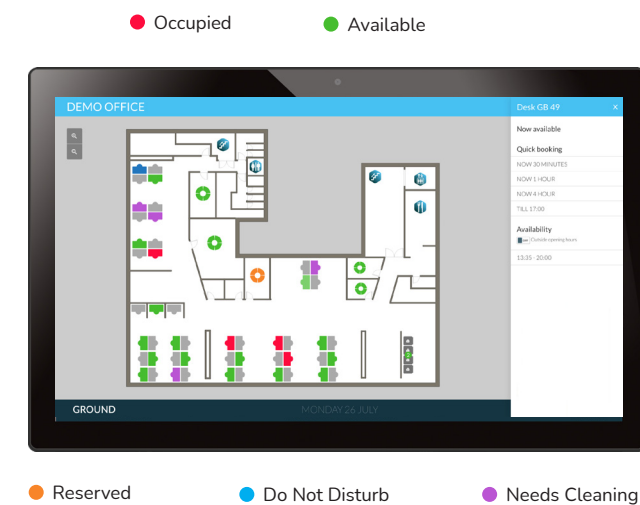 Occupied
Available
DEMO OFFICE
Desk GB 49
x
Now available
Quick booking
NOW 30 MINUTES
NOW 1 HOUR
NOW 4 HOUR
TILL 17:00
Availability
Outside opening hours
13:35 - 20:00
GROUND
MONDAY 26 JULY
Reserved
Do Not Disturb
Needs Cleaning